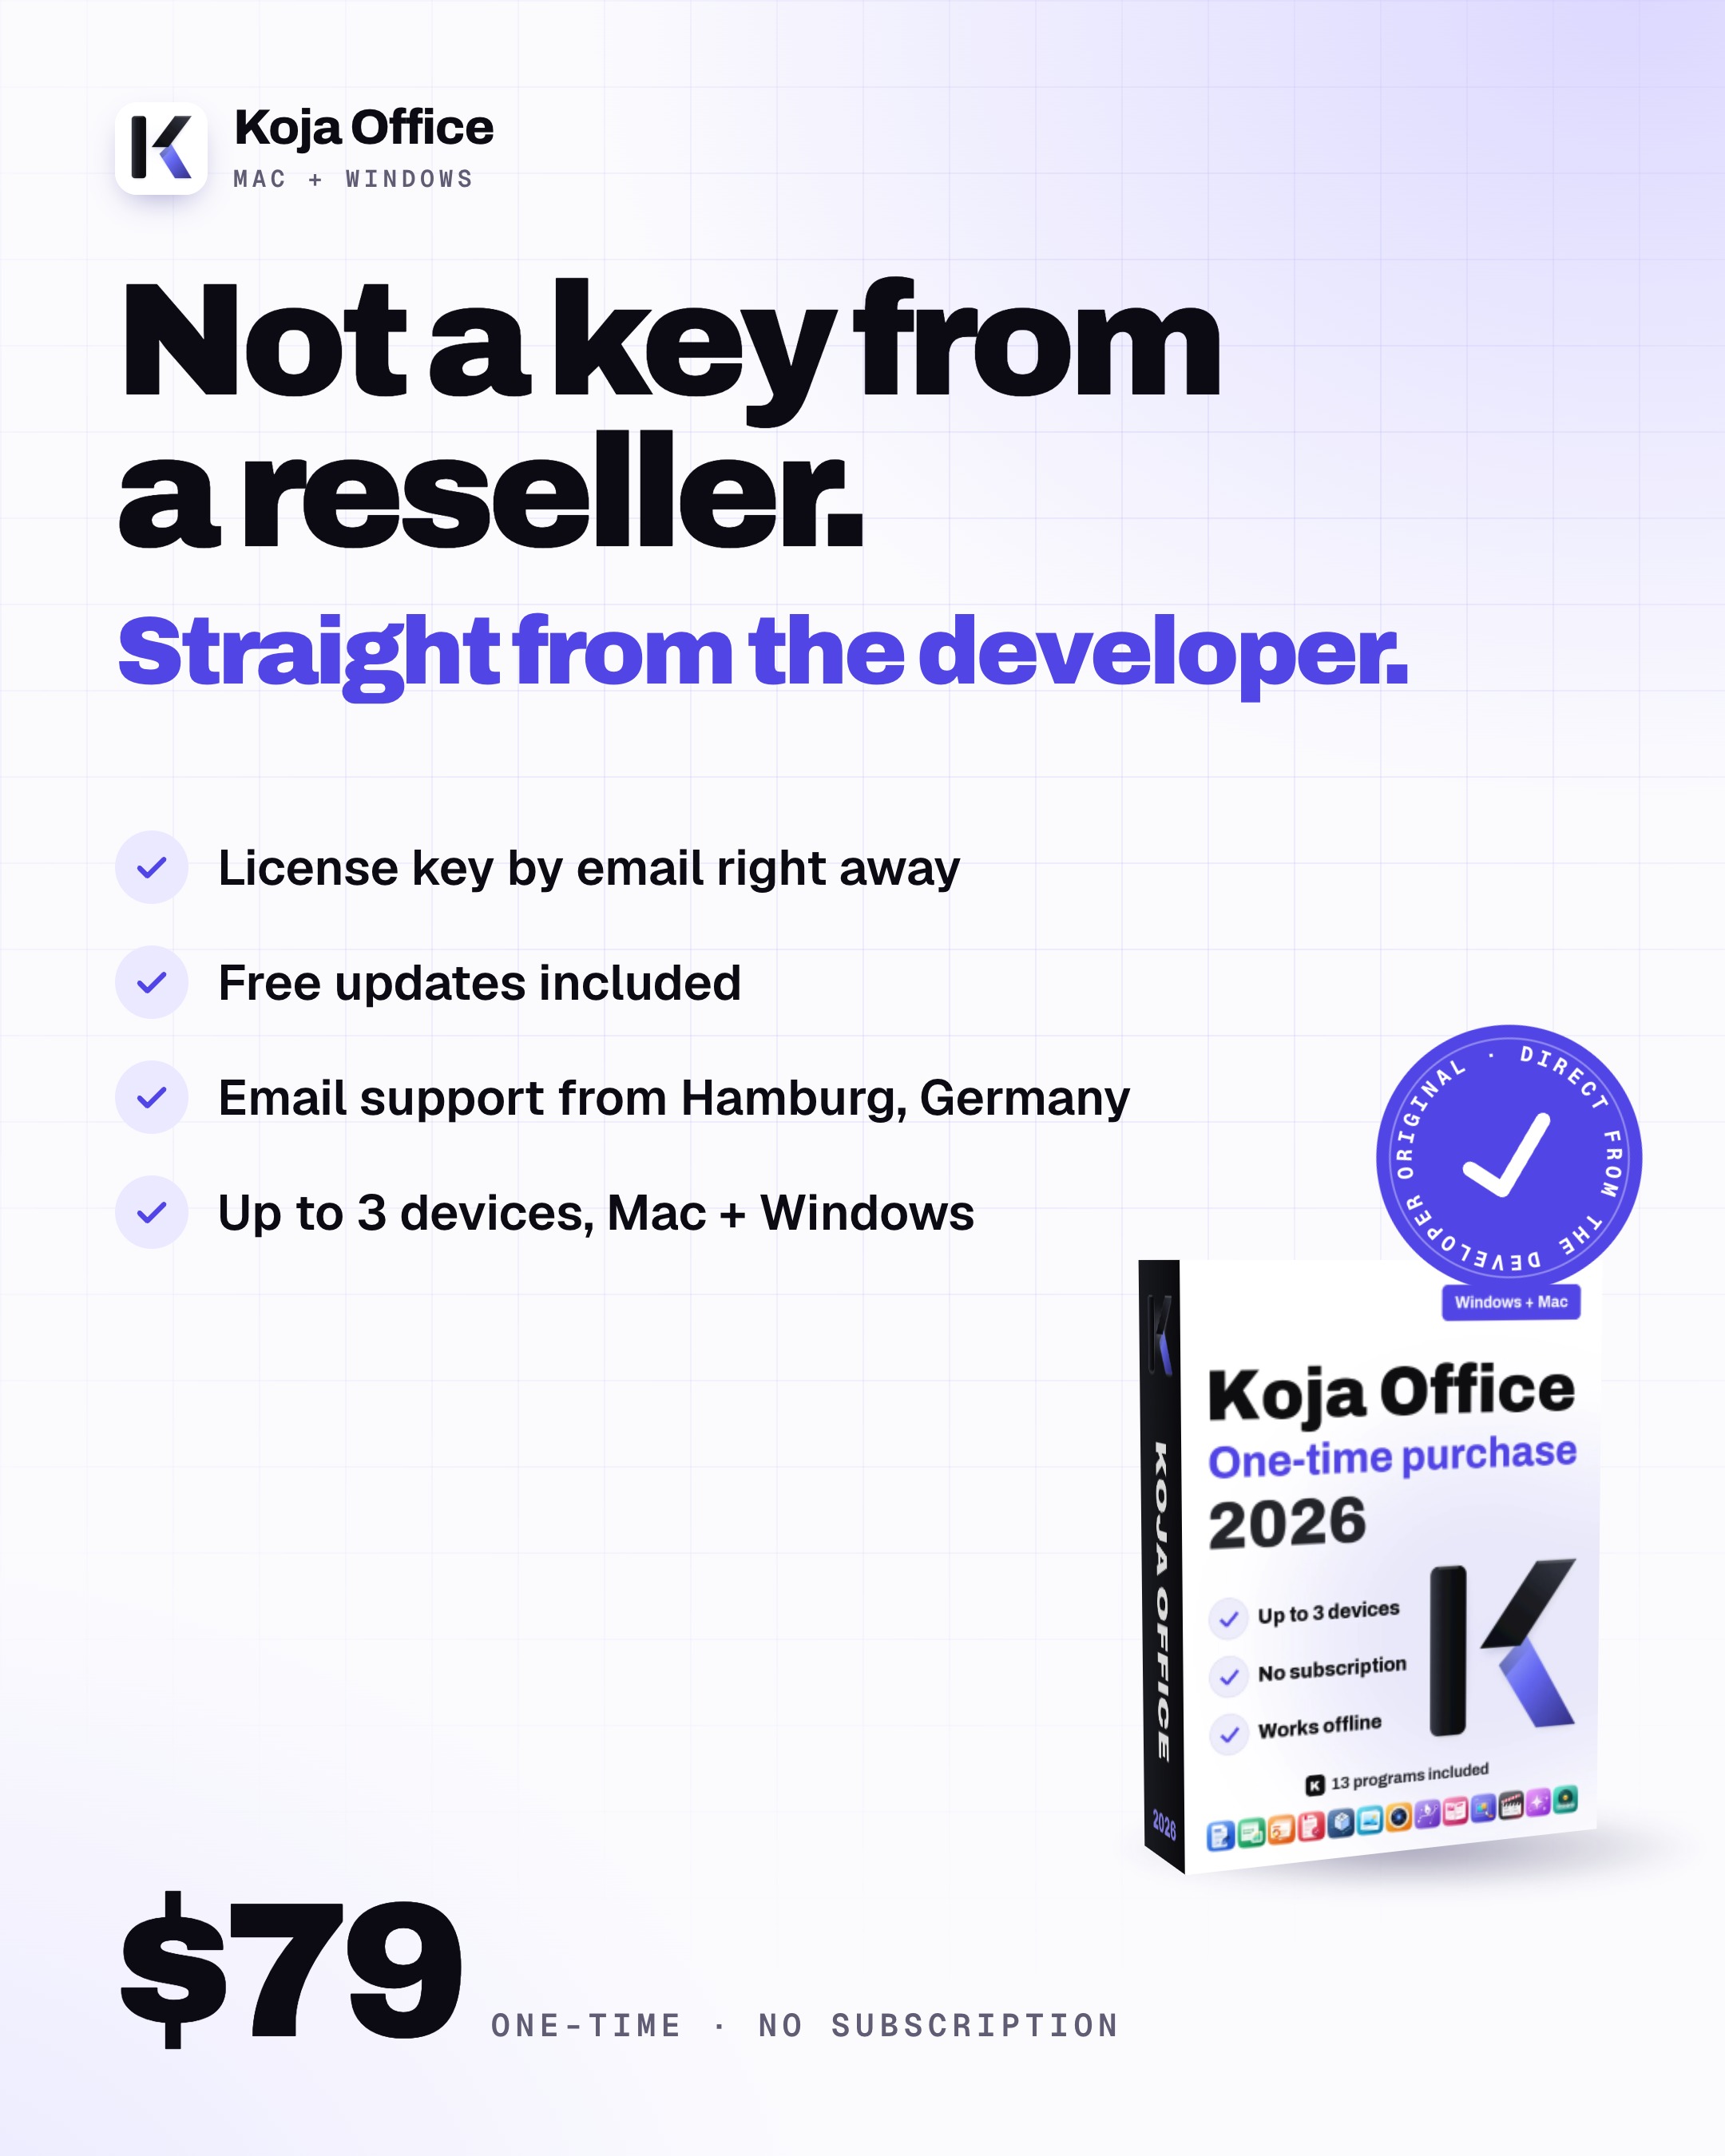 Koja Office
MAC + WINDOWS
Not a key from
a reseller.
Straight from the developer.
License key by email right away
Free updates included
Email support from Hamburg, Germany
Up to 3 devices, Mac + Windows
ORIGINAL · DIRECT FROM THE DEVELOPER
Windows + Mac
KOJA OFFICE
2026
Koja Office
One-time purchase
2026
Up to 3 devices
No subscription
Works offline
13 programs included
$79
ONE-TIME · NO SUBSCRIPTION